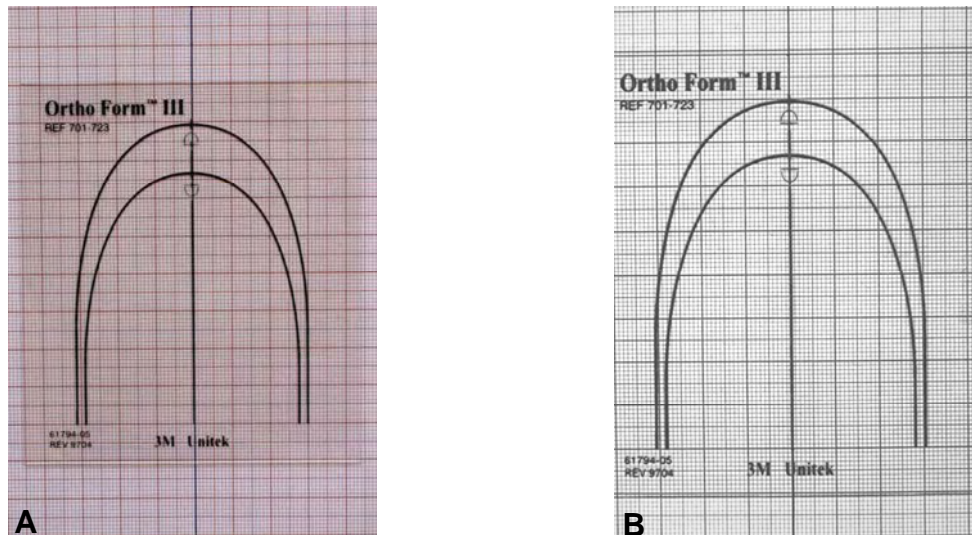 Ortho Form™ III
REF 701-723
61794-05
REV 9704
3M Unitek
A
Ortho Form™ III
REF 701-723
61794-05
REV 9704
3M Unitek
B